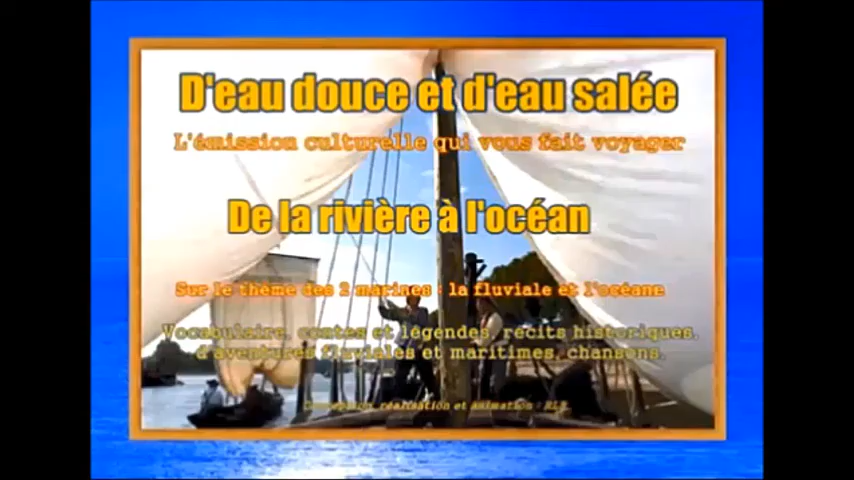 D'eau douce et d'eau salée
L'émission culturelle qui vous fait voyager
De la rivière à l'océan
Sur le thème des 2 marines : la fluviale et l'océane
Vocabulaire, contes et légendes, récits historiques,
d'aventures fluviales et maritimes, chansons.
Conception, réalisation et animation :